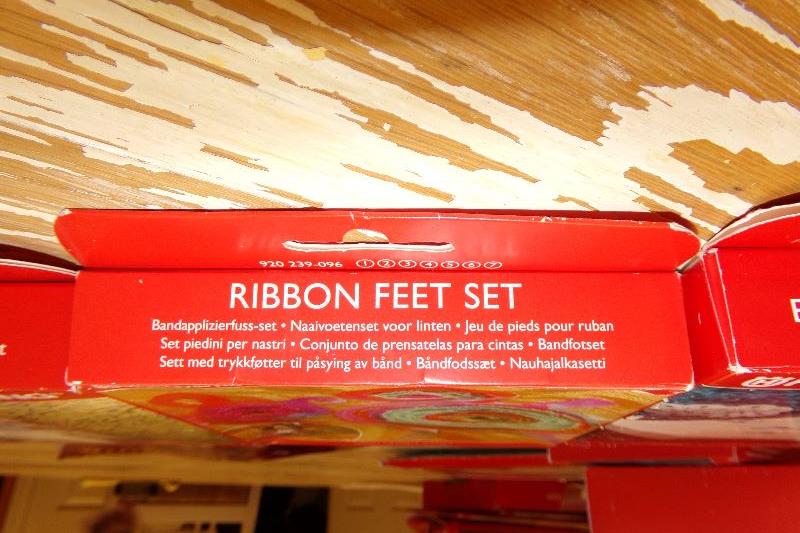 920 239-096 ① ② ③ ④ ⑤ ⑥ ⑦
RIBBON FEET SET
Bandapplizierfuss-set • Naaivoetenset voor linten • Jeu de pieds pour ruban
Set piedini per nastri • Conjunto de prensatelas para cintas • Bandfotset
Sett med trykkføtter til påsying av bånd • Båndfodssæt • Nauhajalkasetti